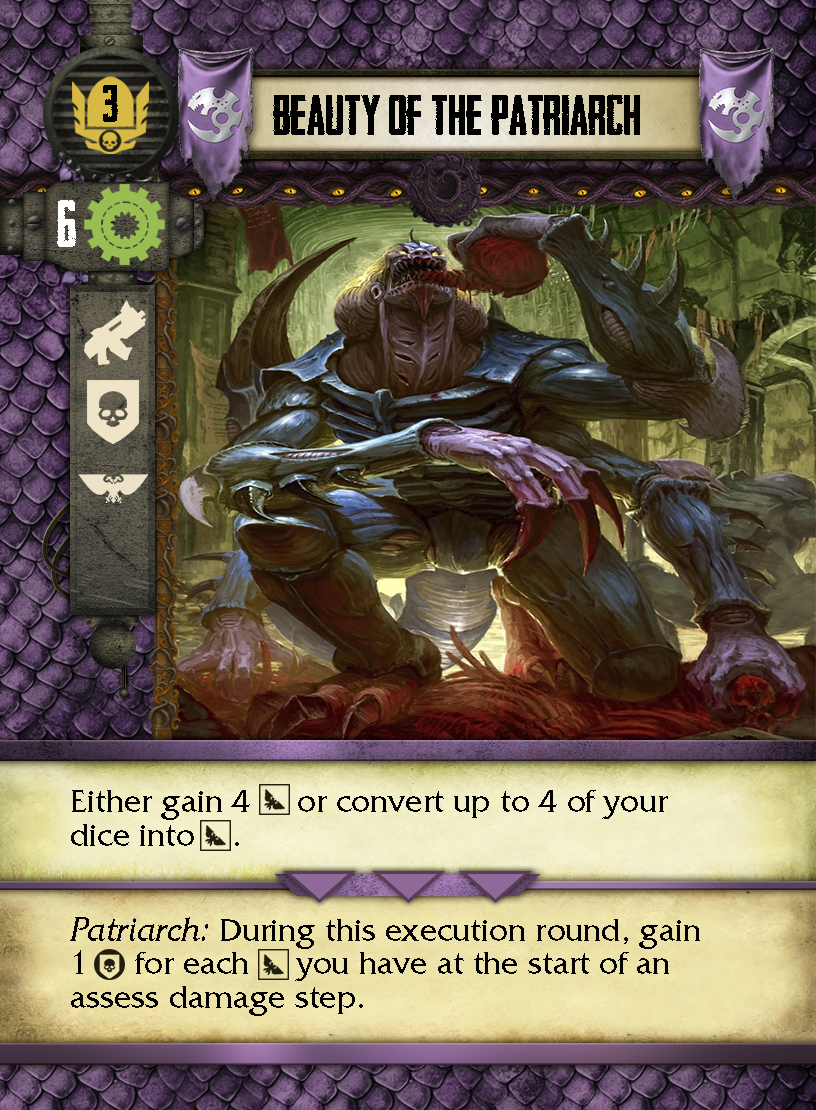 3
BEAUTY OF THE PATRIARCH
6
Either gain 4 or convert up to 4 of your
dice into .
Patriarch: During this execution round, gain
1 for each you have at the start of an
assess damage step.